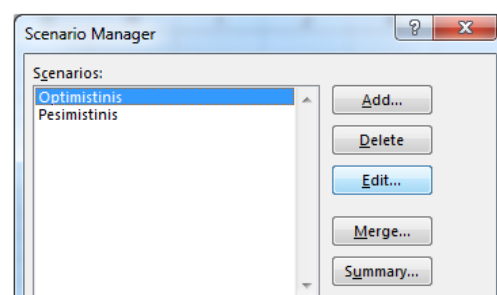 Scenario Manager
Scenarios:
Optimistinis
Pesimistinis
Add...
Delete
Edit...
Merge...
Summary...